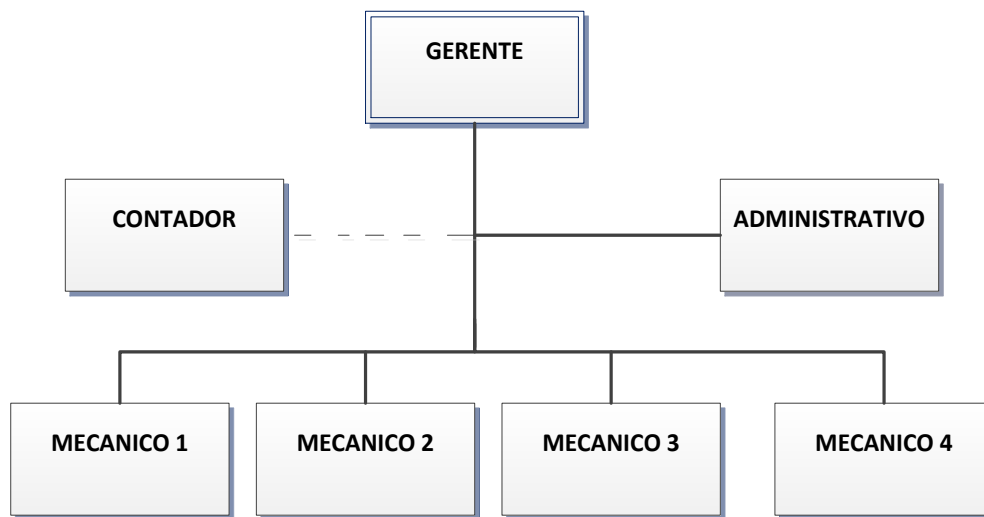 GERENTE
CONTADOR
ADMINISTRATIVO
MECANICO 1
MECANICO 2
MECANICO 3
MECANICO 4